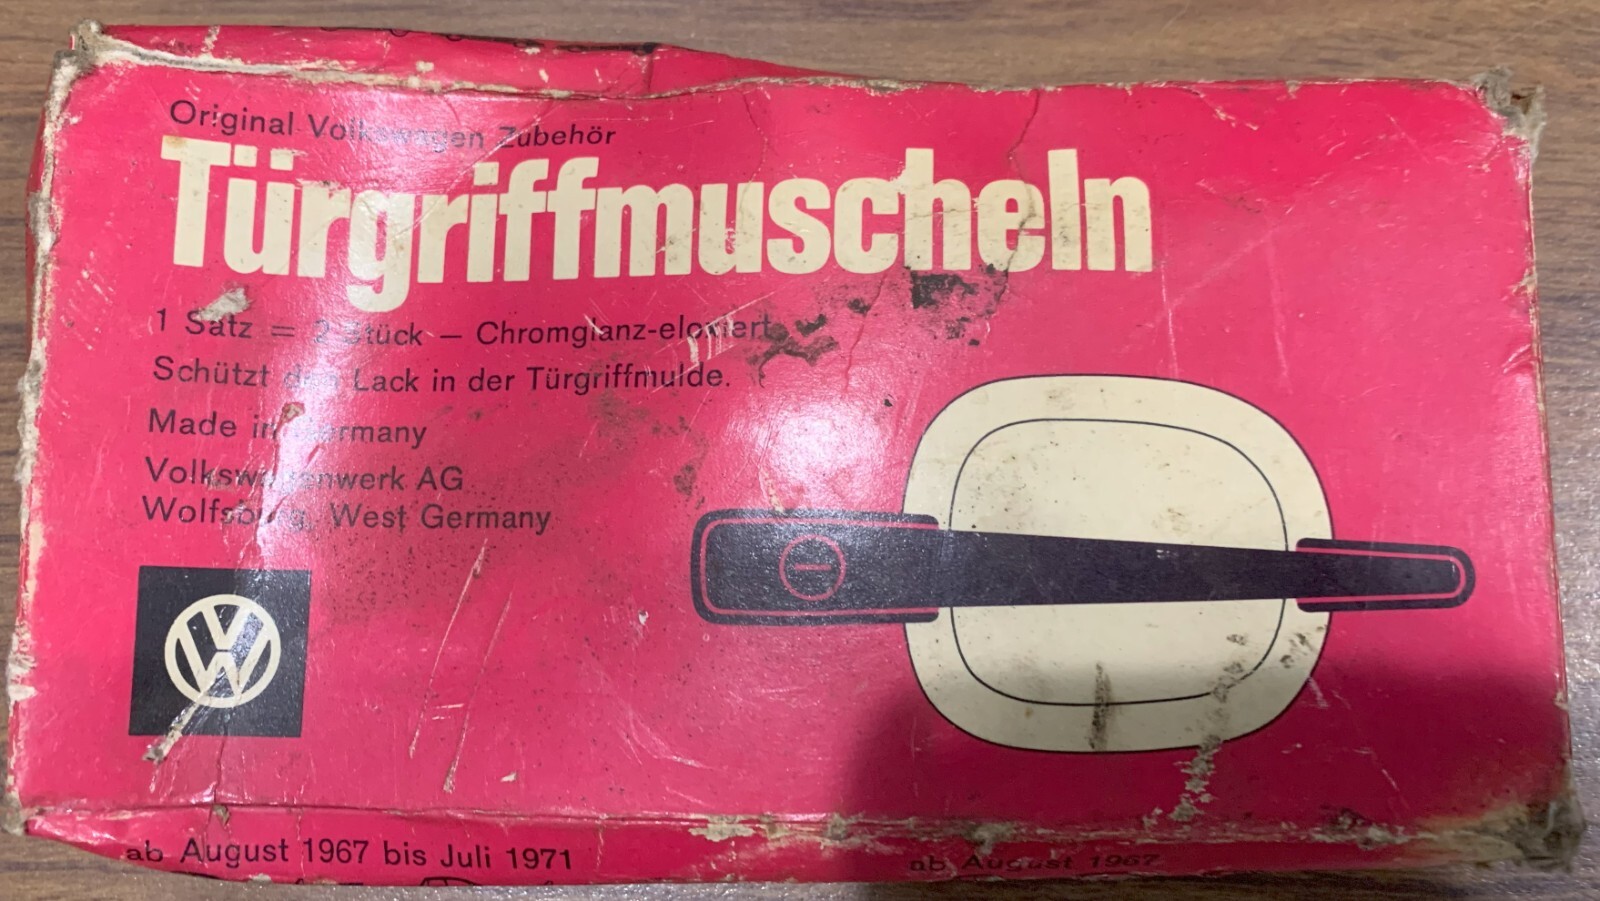 Original Volkswagen Zubehör
Türgriffmuscheln
1 Satz = 2 Stück — Chromglanz-eloxiert
Schützt den Lack in der Türgriffmulde.
Made in Germany
Volkswagenwerk AG
Wolfsburg, West Germany
VW
ab August 1967 bis Juli 1971
ab August 1967